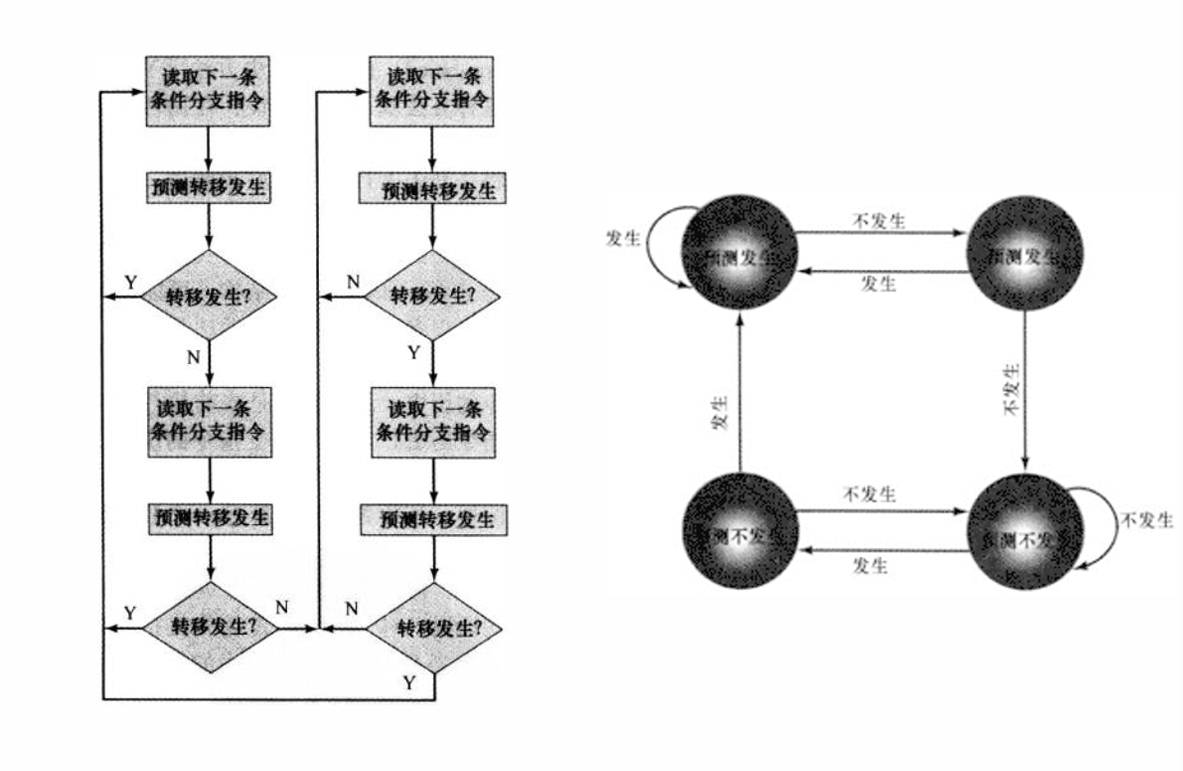 读取下一条
条件分支指令
预测转移发生
Y
转移发生?
N
读取下一条
条件分支指令
预测转移发生
Y
转移发生?
N
读取下一条
条件分支指令
预测转移发生
N
转移发生?
Y
读取下一条
条件分支指令
预测转移发生
N
转移发生?
Y
发生
预测发生
不发生
发生
预测发生
发生
不发生
测不发生
不发生
发生
预测不发
不发生